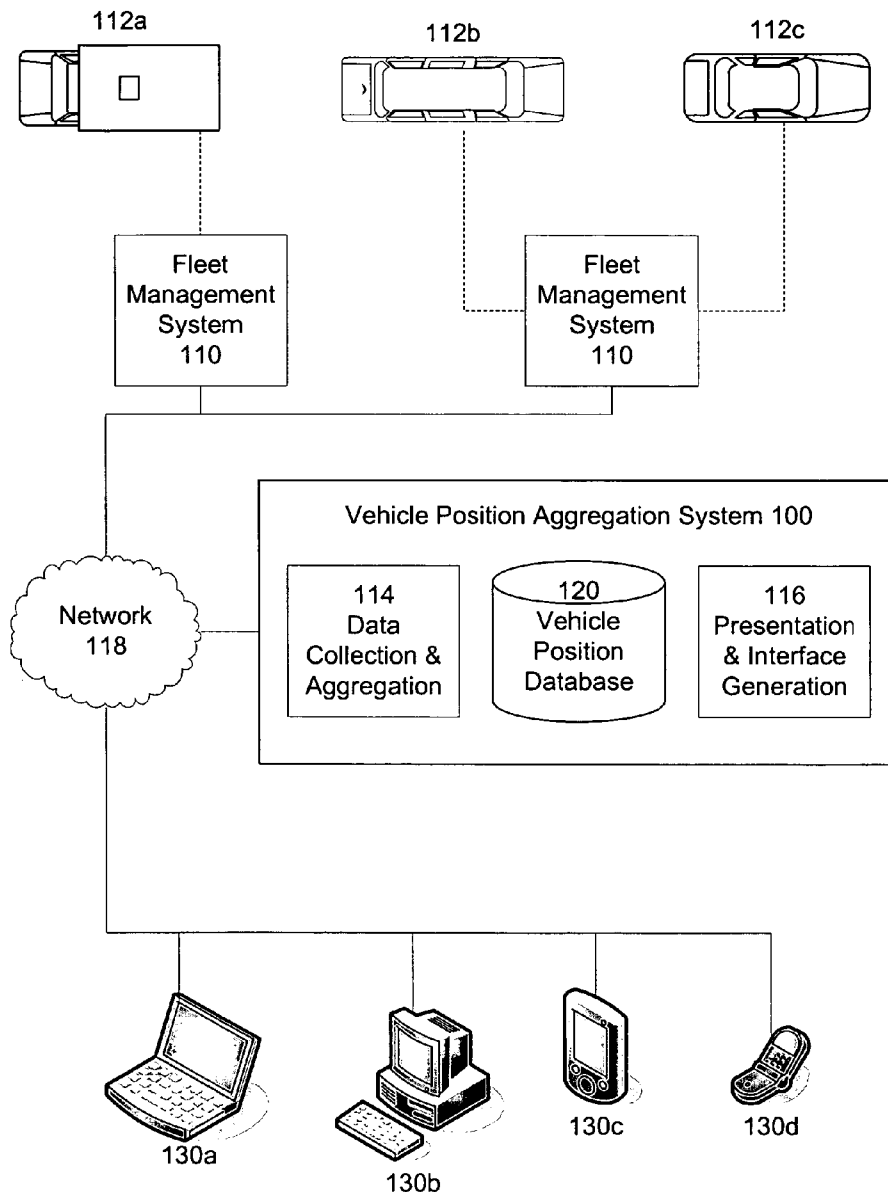 112a
112b
112c
Fleet
Management
System
110
Fleet
Management
System
110
Vehicle Position Aggregation System 100
Network
118
114
Data
Collection &
Aggregation
120
Vehicle
Position
Database
116
Presentation
& Interface
Generation
130a
130b
130c
130d